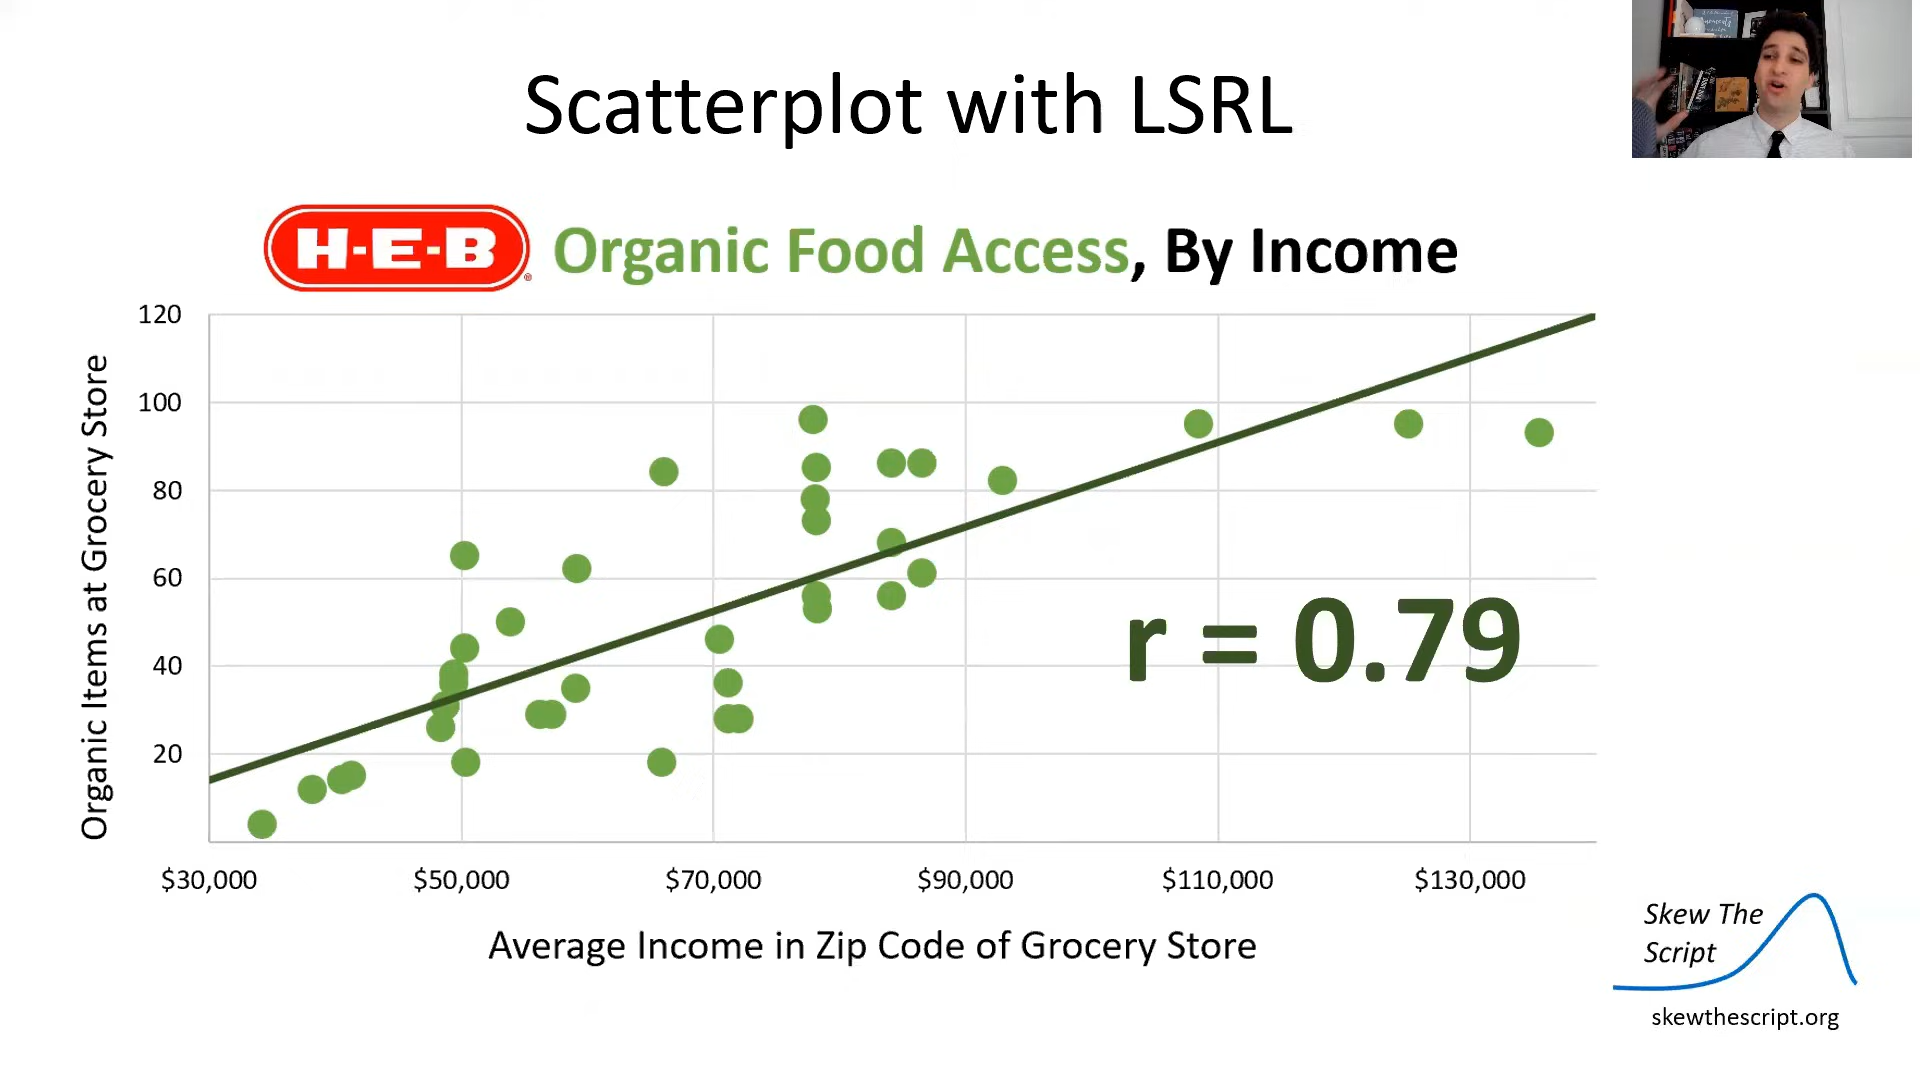 Scatterplot with LSRL
H-E-B
®
Organic Food Access, By Income
120
100
80
60
40
20
Organic Items at Grocery Store
r = 0.79
$30,000 $50,000 $70,000 $90,000 $110,000 $130,000
Average Income in Zip Code of Grocery Store
Skew The
Script
skewthescript.org